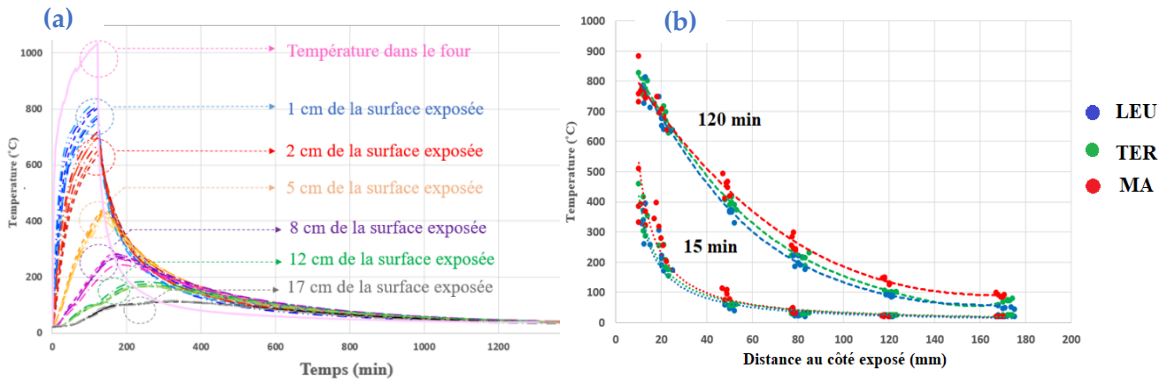 (a)
1000
800
600
400
200
0
0
200
400
600
800
1000
1200
Temperature (°C)
Temps (min)
Température dans le four
1 cm de la surface exposée
2 cm de la surface exposée
5 cm de la surface exposée
8 cm de la surface exposée
12 cm de la surface exposée
17 cm de la surface exposée
(b)
1000
900
800
700
600
500
400
300
200
100
0
0
20
40
60
80
100
120
140
160
180
200
Temperature (°C)
Distance au côté exposé (mm)
120 min
15 min
LEU
TER
MA